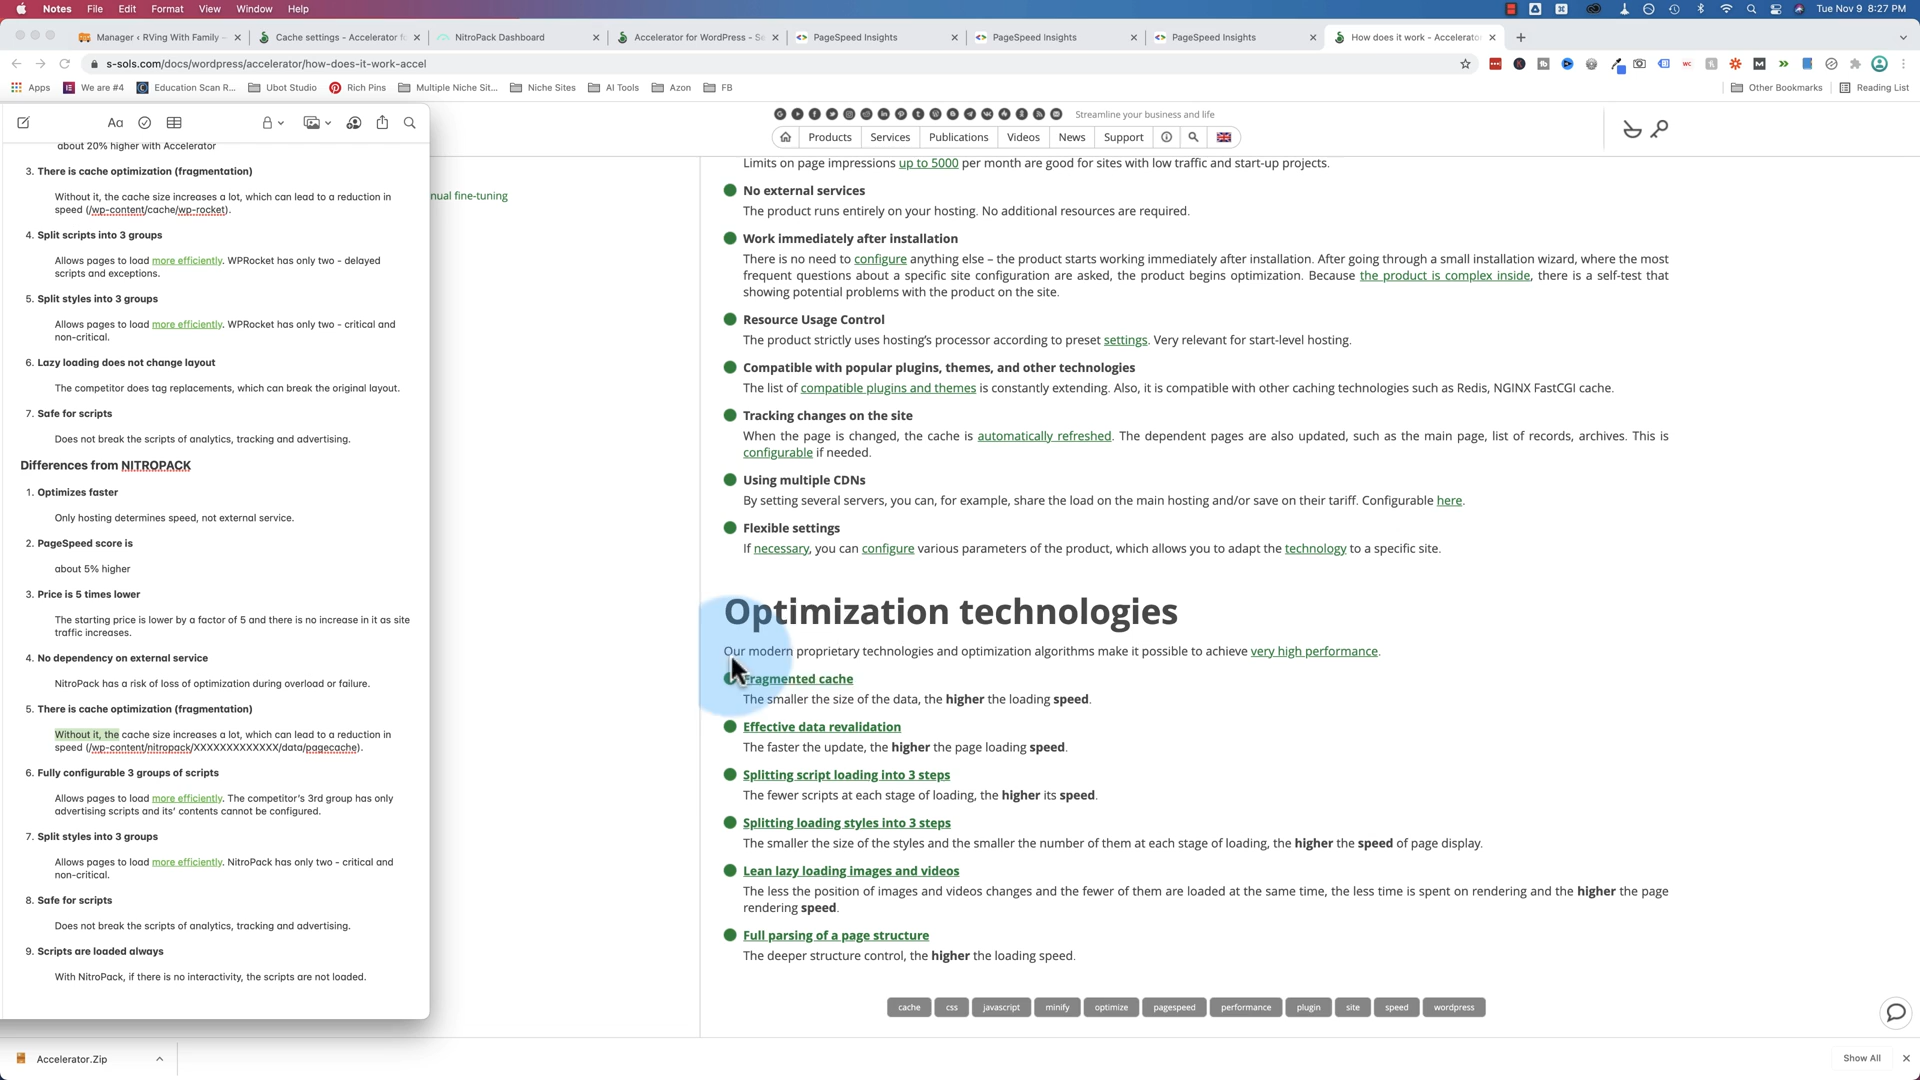 Notes File Edit Format View Window Help
Tue Nov 9 8:27 PM
Manager ‹ RVing With Family –
Cache settings - Accelerator fo
NitroPack Dashboard
Accelerator for WordPress - Se
PageSpeed Insights
PageSpeed Insights
PageSpeed Insights
How does it work - Accelerato
s-sols.com/docs/wordpress/accelerator/how-does-it-work-accel
Apps
We are #4
Education Scan R...
Ubot Studio
Rich Pins
Multiple Niche Sit...
Niche Sites
AI Tools
Azon
FB
Other Bookmarks
Reading List
Aa
about 20% higher with Accelerator
3. There is cache optimization (fragmentation)
Without it, the cache size increases a lot, which can lead to a reduction in
speed (/wp-content/cache/wp-rocket).
4. Split scripts into 3 groups
Allows pages to load more efficiently. WPRocket has only two - delayed
scripts and exceptions.
5. Split styles into 3 groups
Allows pages to load more efficiently. WPRocket has only two - critical and
non-critical.
6. Lazy loading does not change layout
The competitor does tag replacements, which can break the original layout.
7. Safe for scripts
Does not break the scripts of analytics, tracking and advertising.
Differences from NITROPACK
1. Optimizes faster
Only hosting determines speed, not external service.
2. PageSpeed score is
about 5% higher
3. Price is 5 times lower
The starting price is lower by a factor of 5 and there is no increase in it as site
traffic increases.
4. No dependency on external service
NitroPack has a risk of loss of optimization during overload or failure.
5. There is cache optimization (fragmentation)
Without it, the cache size increases a lot, which can lead to a reduction in
speed (/wp-content/nitropack/XXXXXXXXXXXXX/data/pagecache).
6. Fully configurable 3 groups of scripts
Allows pages to load more efficiently. The competitor's 3rd group has only
advertising scripts and its' contents cannot be configured.
7. Split styles into 3 groups
Allows pages to load more efficiently. NitroPack has only two - critical and
non-critical.
8. Safe for scripts
Does not break the scripts of analytics, tracking and advertising.
9. Scripts are loaded always
With NitroPack, if there is no interactivity, the scripts are not loaded.
nual fine-tuning
Streamline your business and life
Products Services Publications Videos News Support
Limits on page impressions up to 5000 per month are good for sites with low traffic and start-up projects.
No external services
The product runs entirely on your hosting. No additional resources are required.
Work immediately after installation
There is no need to configure anything else – the product starts working immediately after installation. After going through a small installation wizard, where the most
frequent questions about a specific site configuration are asked, the product begins optimization. Because the product is complex inside, there is a self-test that
showing potential problems with the product on the site.
Resource Usage Control
The product strictly uses hosting's processor according to preset settings. Very relevant for start-level hosting.
Compatible with popular plugins, themes, and other technologies
The list of compatible plugins and themes is constantly extending. Also, it is compatible with other caching technologies such as Redis, NGINX FastCGI cache.
Tracking changes on the site
When the page is changed, the cache is automatically refreshed. The dependent pages are also updated, such as the main page, list of records, archives. This is
configurable if needed.
Using multiple CDNs
By setting several servers, you can, for example, share the load on the main hosting and/or save on their tariff. Configurable here.
Flexible settings
If necessary, you can configure various parameters of the product, which allows you to adapt the technology to a specific site.
Optimization technologies
Our modern proprietary technologies and optimization algorithms make it possible to achieve very high performance.
Fragmented cache
The smaller the size of the data, the higher the loading speed.
Effective data revalidation
The faster the update, the higher the page loading speed.
Splitting script loading into 3 steps
The fewer scripts at each stage of loading, the higher its speed.
Splitting loading styles into 3 steps
The smaller the size of the styles and the smaller the number of them at each stage of loading, the higher the speed of page display.
Lean lazy loading images and videos
The less the position of images and videos changes and the fewer of them are loaded at the same time, the less time is spent on rendering and the higher the page
rendering speed.
Full parsing of a page structure
The deeper structure control, the higher the loading speed.
cache css javascript minify optimize pagespeed performance plugin site speed wordpress
Accelerator.Zip
Show All